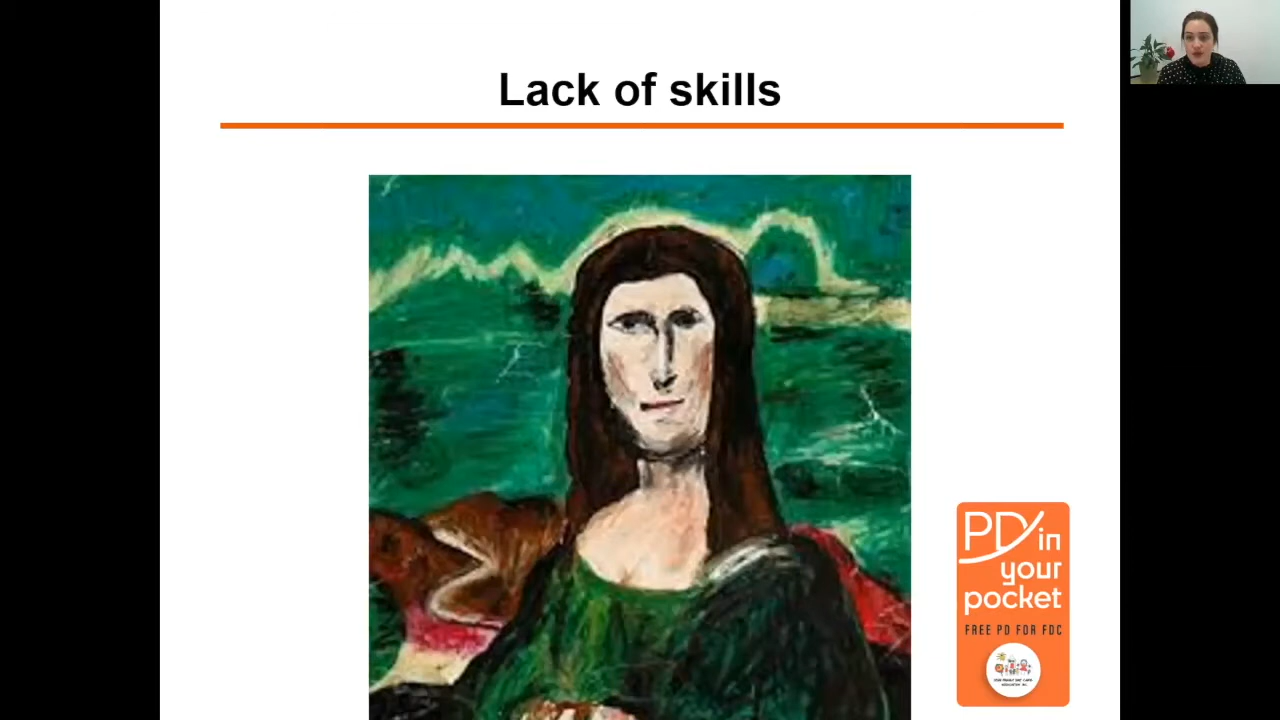 Lack of skills
PD in
your
pocket
FREE PD FOR FDC